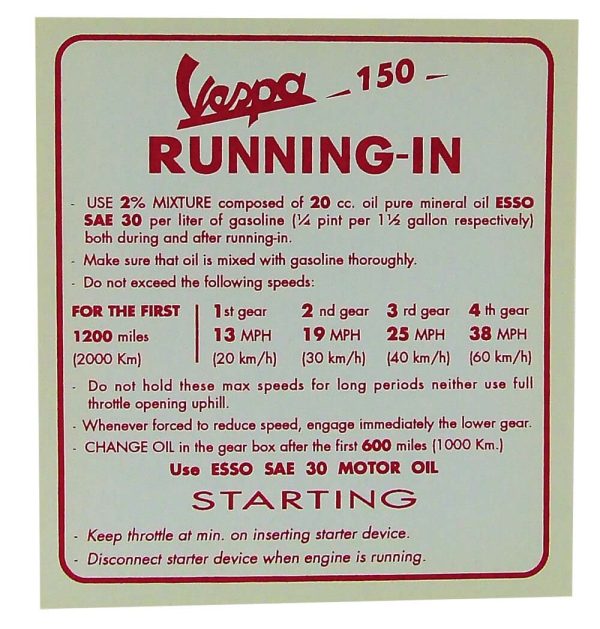 Vespa 150
RUNNING-IN
- USE 2% MIXTURE composed of 20 cc. oil pure mineral oil ESSO
SAE 30 per liter of gasoline (¼ pint per 1½ gallon respectively)
both during and after running-in.
- Make sure that oil is mixed with gasoline thoroughly.
- Do not exceed the following speeds:
FOR THE FIRST 1st gear 2 nd gear 3 rd gear 4 th gear
1200 miles 13 MPH 19 MPH 25 MPH 38 MPH
(2000 Km) (20 km/h) (30 km/h) (40 km/h) (60 km/h)
- Do not hold these max speeds for long periods neither use full
throttle opening uphill.
- Whenever forced to reduce speed, engage immediately the lower gear.
- CHANGE OIL in the gear box after the first 600 miles (1000 Km.)
Use ESSO SAE 30 MOTOR OIL
STARTING
- Keep throttle at min. on inserting starter device.
- Disconnect starter device when engine is running.